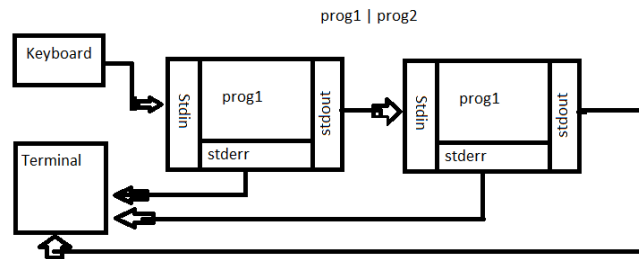 prog1 | prog2
Keyboard
Stdin
prog1
stdout
stderr
Stdin
prog1
stdout
stderr
Terminal